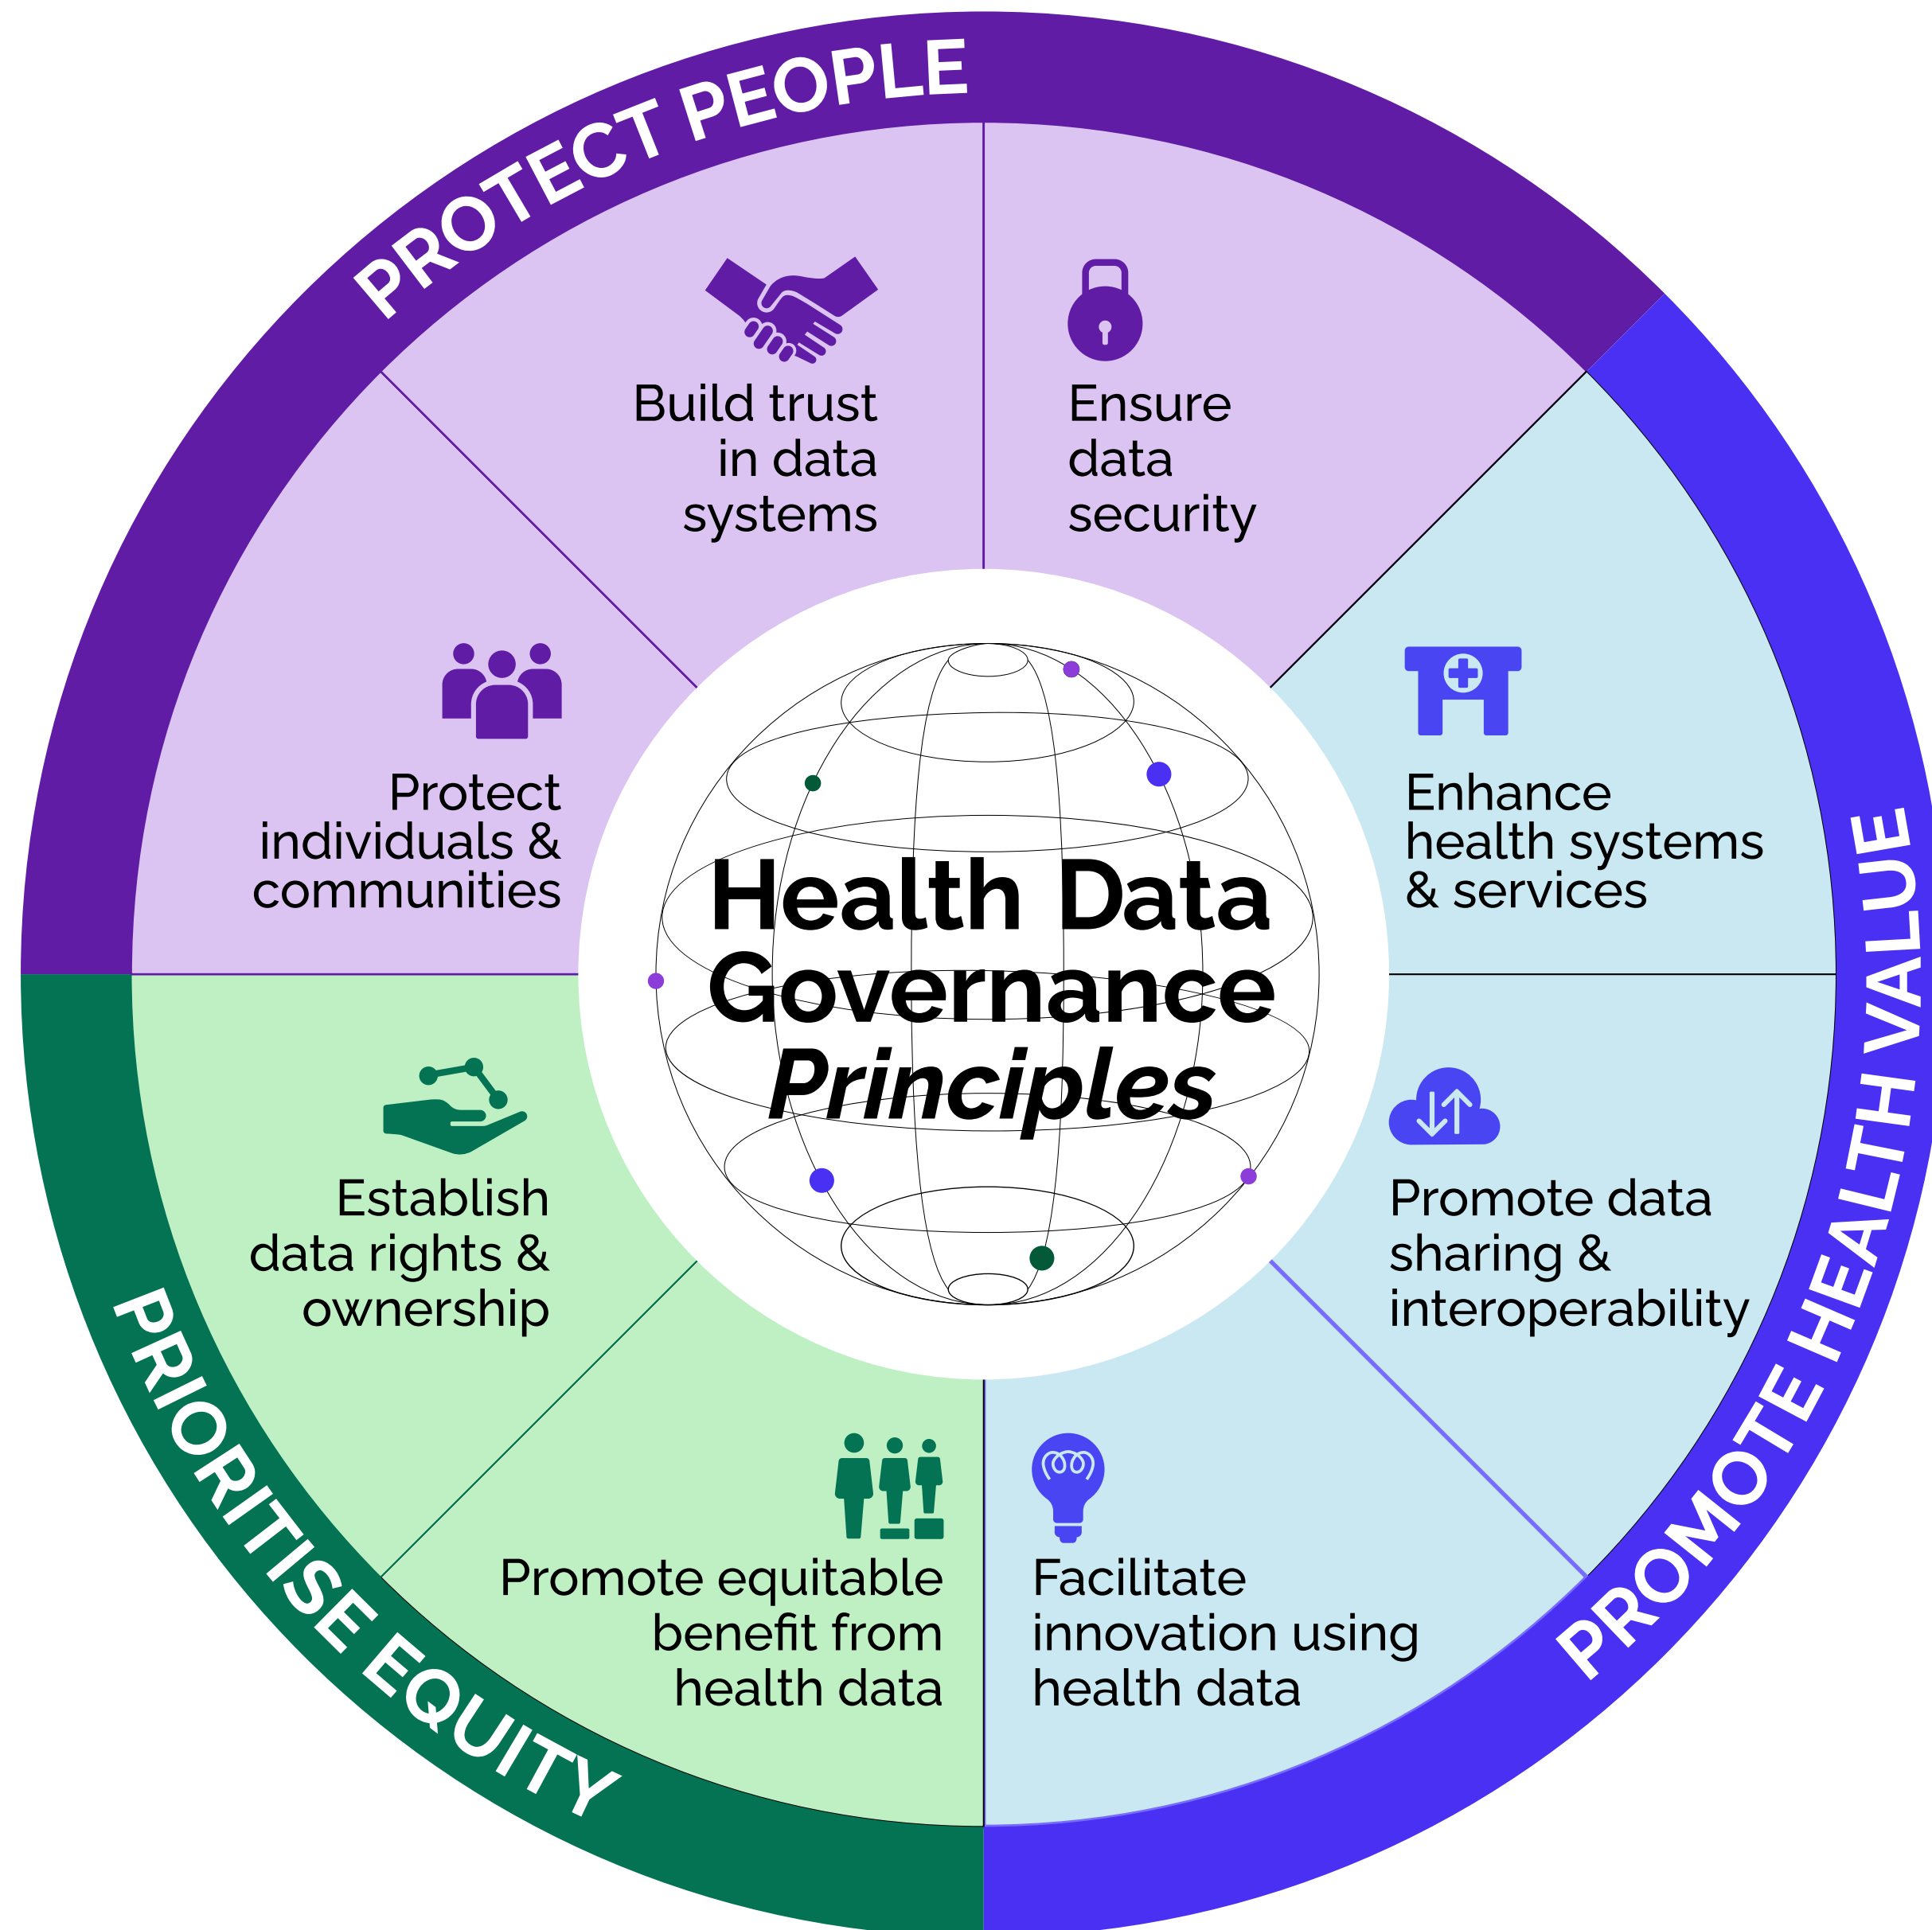 PROTECT PEOPLE
Build trust
in data
systems
Ensure
data
security
Protect
individuals &
communities
Enhance
health systems
& services
Health Data
Governance
Principles
Establish
data rights &
ownership
Promote data
sharing &
interoperability
Promote equitable
benefit from
health data
Facilitate
innovation using
health data
PRIORITISE EQUITY
PROMOTE HEALTH VALUE